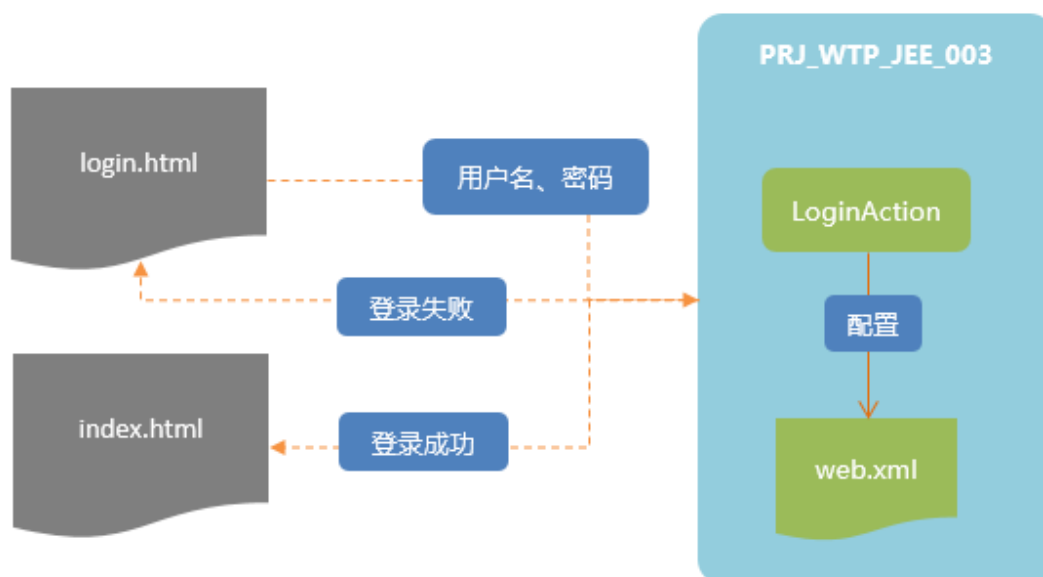 PRJ_WTP_JEE_003
login.html
用户名、密码
LoginAction
登录失败
配置
index.html
登录成功
web.xml